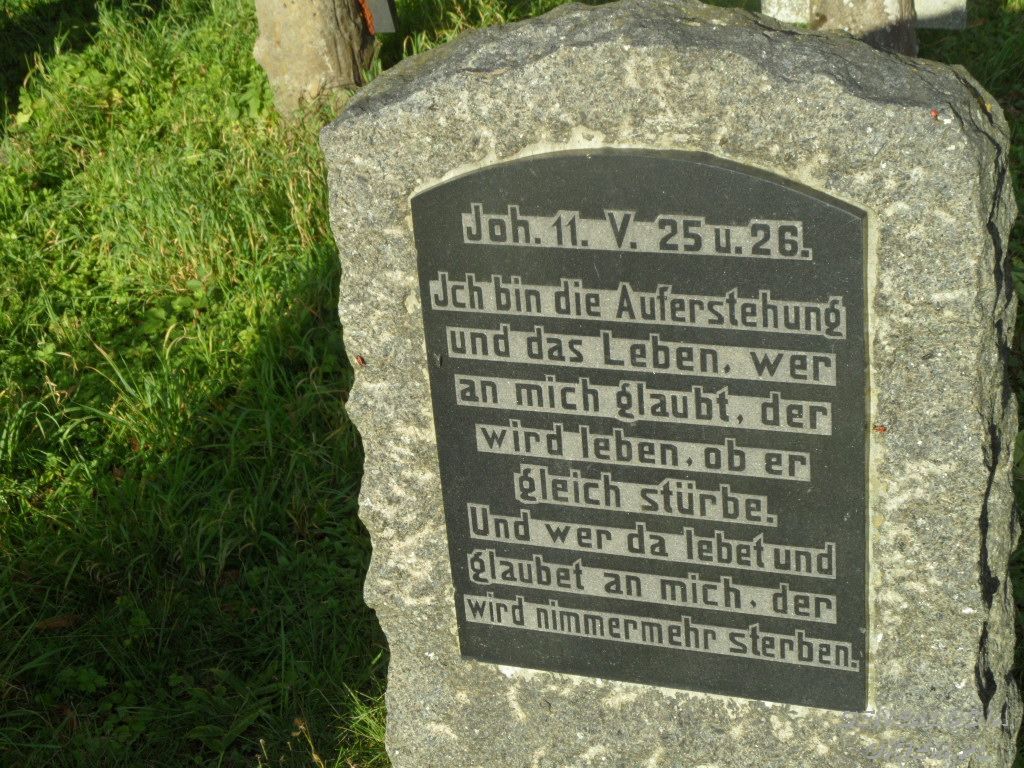 Joh. 11. V. 25 u. 26.
Ich bin die Auferstehung
und das Leben, wer
an mich glaubt, der
wird leben, ob er
gleich stürbe.
Und wer da lebet und
glaubet an mich, der
wird nimmermehr sterben.